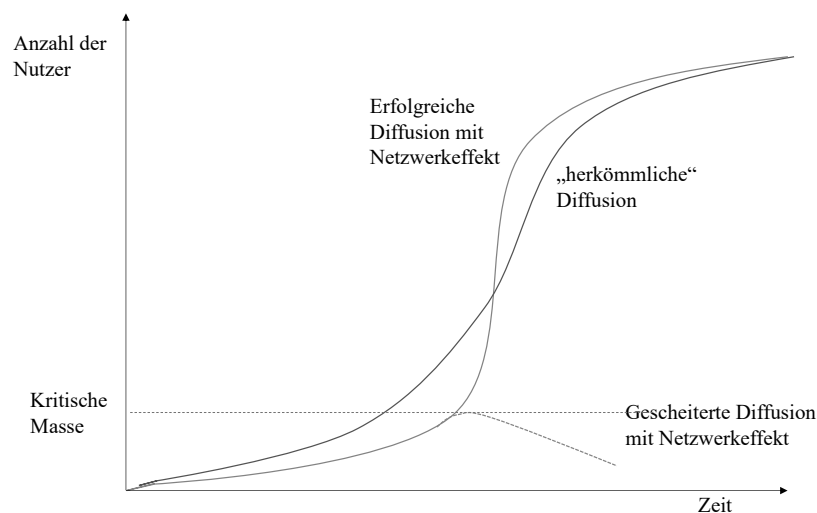 Anzahl der
Nutzer
Erfolgreiche
Diffusion mit
Netzwerkeffekt
„herkömmliche“
Diffusion
Kritische
Masse
Gescheiterte Diffusion
mit Netzwerkeffekt
Zeit